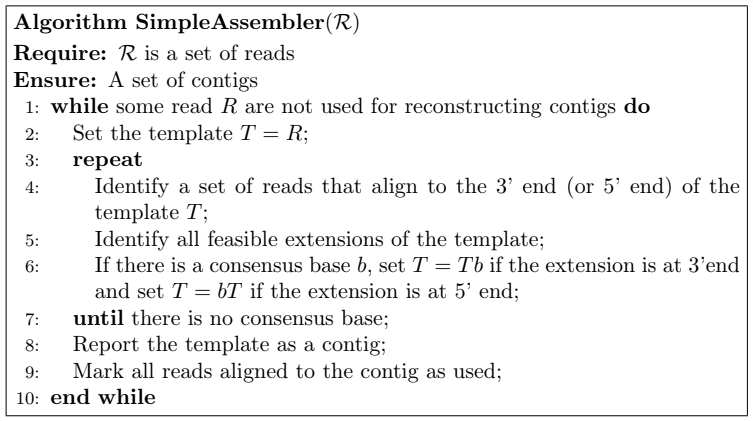 Algorithm SimpleAssembler(ℛ)
Require: ℛ is a set of reads
Ensure: A set of contigs
1: while some read R are not used for reconstructing contigs do
2: Set the template T = R;
3: repeat
4: Identify a set of reads that align to the 3' end (or 5' end) of the
template T;
5: Identify all feasible extensions of the template;
6: If there is a consensus base b, set T = Tb if the extension is at 3'end
and set T = bT if the extension is at 5' end;
7: until there is no consensus base;
8: Report the template as a contig;
9: Mark all reads aligned to the contig as used;
10: end while